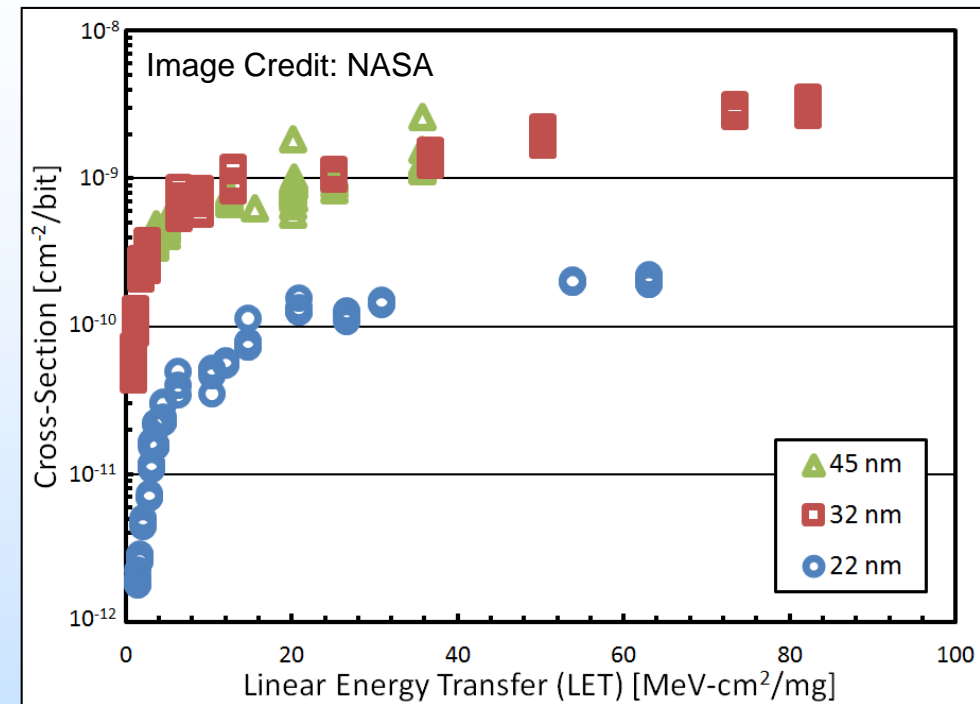 Image Credit: NASA
10⁻⁸
10⁻⁹
10⁻¹⁰
10⁻¹¹
10⁻¹²
Cross-Section [cm⁻²/bit]
45 nm
32 nm
22 nm
0 20 40 60 80 100
Linear Energy Transfer (LET) [MeV-cm²/mg]